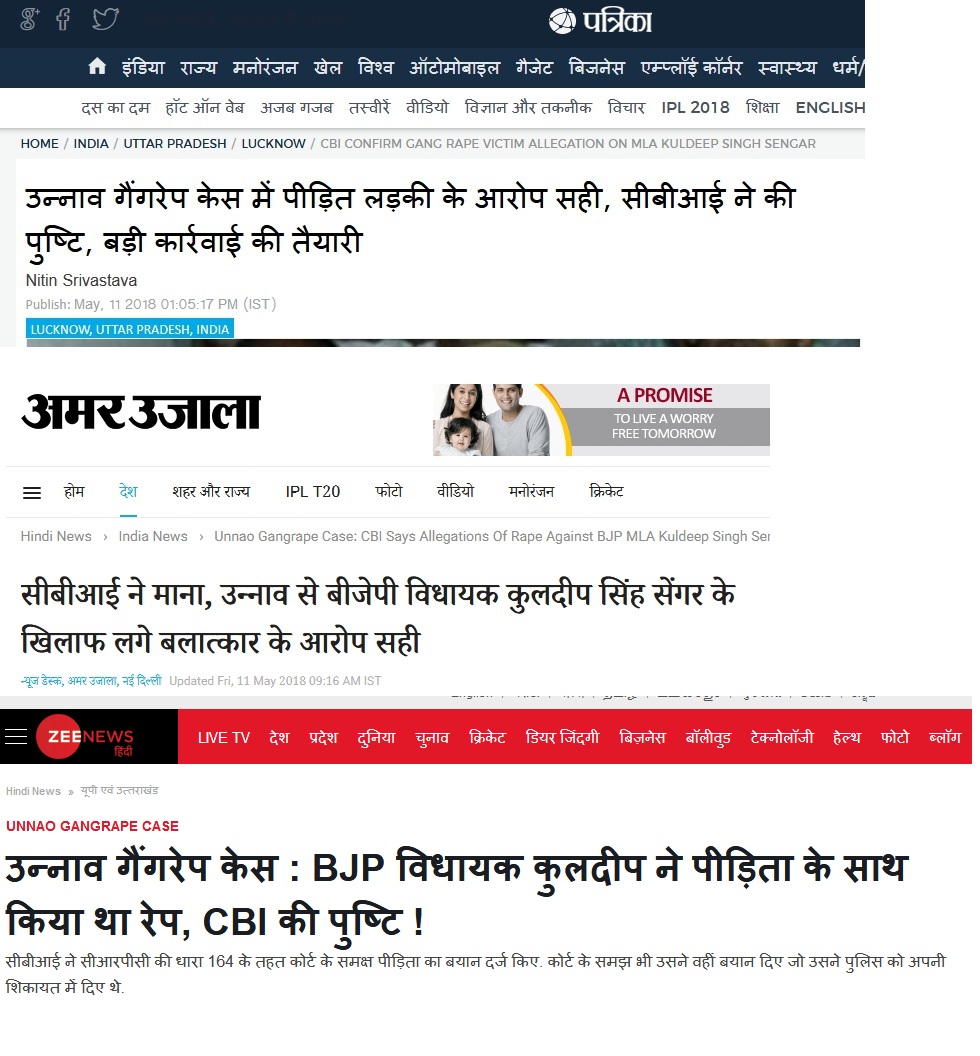 पत्रिका
इंडिया राज्य मनोरंजन खेल विश्व ऑटोमोबाइल गैजेट बिजनेस एम्प्लॉई कॉर्नर स्वास्थ्य धर्म/
दस का दम हॉट ऑन वेब अजब गजब तस्वीरें वीडियो विज्ञान और तकनीक विचार IPL 2018 शिक्षा ENGLISH
HOME / INDIA / UTTAR PRADESH / LUCKNOW / CBI CONFIRM GANG RAPE VICTIM ALLEGATION ON MLA KULDEEP SINGH SENGAR
उन्नाव गैंगरेप केस में पीड़ित लड़की के आरोप सही, सीबीआई ने की
पुष्टि, बड़ी कार्रवाई की तैयारी
Nitin Srivastava
Publish: May, 11 2018 01:05:17 PM (IST)
LUCKNOW, UTTAR PRADESH, INDIA
अमर उजाला
A PROMISE
TO LIVE A WORRY
FREE TOMORROW
होम देश शहर और राज्य IPL T20 फोटो वीडियो मनोरंजन क्रिकेट
Hindi News › India News › Unnao Gangrape Case: CBI Says Allegations Of Rape Against BJP MLA Kuldeep Singh
सीबीआई ने माना, उन्नाव से बीजेपी विधायक कुलदीप सिंह सेंगर के
खिलाफ लगे बलात्कार के आरोप सही
न्यूज डेस्क, अमर उजाला, नई दिल्ली Updated Fri, 11 May 2018 09:16 AM IST
ZEENEWS
हिंदी
LIVE TV देश प्रदेश दुनिया चुनाव क्रिकेट डियर जिंदगी बिज़नेस बॉलीवुड टेक्नोलॉजी हेल्थ फोटो ब्लॉग
Hindi News » यूपी एवं उत्तराखंड
UNNAO GANGRAPE CASE
उन्नाव गैंगरेप केस : BJP विधायक कुलदीप ने पीड़िता के साथ
किया था रेप, CBI की पुष्टि !
सीबीआई ने सीआरपीसी की धारा 164 के तहत कोर्ट के समक्ष पीड़िता का बयान दर्ज किए. कोर्ट के समझ भी उसने वहीं बयान दिए जो उसने पुलिस को अपनी
शिकायत में दिए थे.